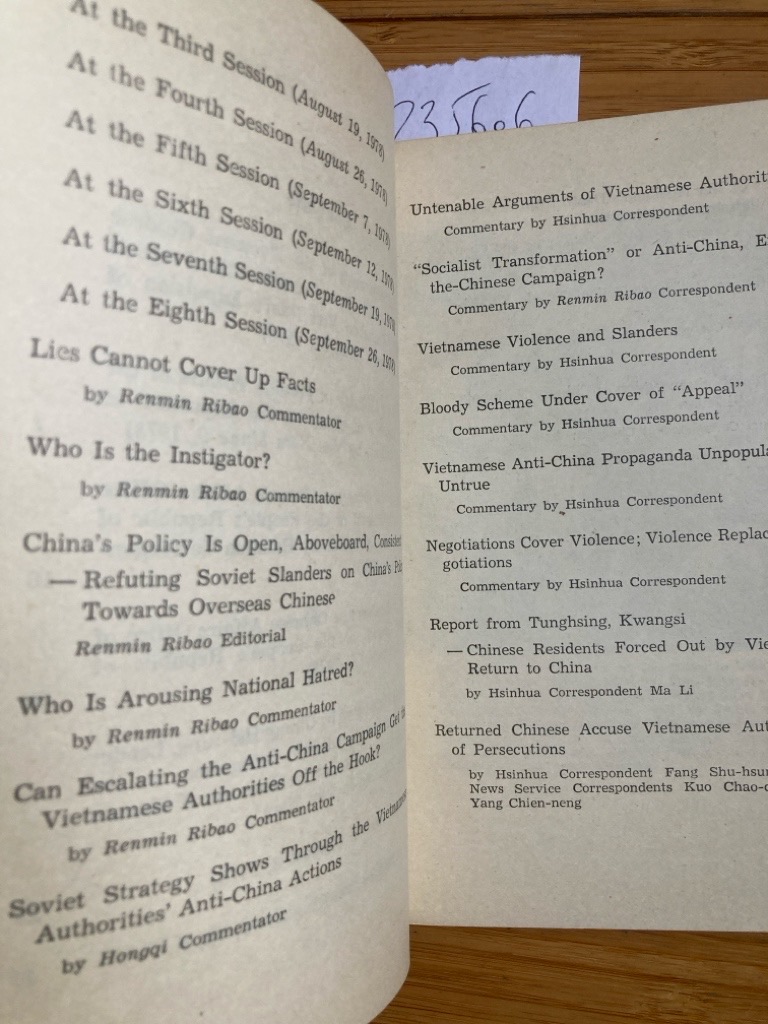 At the Third Session (August 19, 1978)
At the Fourth Session (August 26, 1978)
At the Fifth Session (September 7, 1978)
At the Sixth Session (September 12, 1978)
At the Seventh Session (September 19, 1978)
At the Eighth Session (September 26, 1978)
Lies Cannot Cover Up Facts
by Renmin Ribao Commentator
Who Is the Instigator?
by Renmin Ribao Commentator
China's Policy Is Open, Aboveboard,
— Refuting Soviet Slanders on China's
Towards Overseas Chinese
Renmin Ribao Editorial
Who Is Arousing National Hatred?
by Renmin Ribao Commentator
Can Escalating the Anti-China Campaign Get
Vietnamese Authorities Off the Hook?
by Renmin Ribao Commentator
Soviet Strategy Shows Through the
Authorities' Anti-China Actions
by Hongqi Commentator
235606
Untenable Arguments of Vietnamese Authorit
Commentary by Hsinhua Correspondent
"Socialist Transformation" or Anti-China, E
the-Chinese Campaign?
Commentary by Renmin Ribao Correspondent
Vietnamese Violence and Slanders
Commentary by Hsinhua Correspondent
Bloody Scheme Under Cover of "Appeal"
Commentary by Hsinhua Correspondent
Vietnamese Anti-China Propaganda Unpopula
Untrue
Commentary by Hsinhua Correspondent
Negotiations Cover Violence; Violence Replac
gotiations
Commentary by Hsinhua Correspondent
Report from Tunghsing, Kwangsi
— Chinese Residents Forced Out by Vie
Return to China
by Hsinhua Correspondent Ma Li
Returned Chinese Accuse Vietnamese Aut
of Persecutions
by Hsinhua Correspondent Fang Shu-hsu
News Service Correspondents Kuo Chao-
Yang Chien-neng